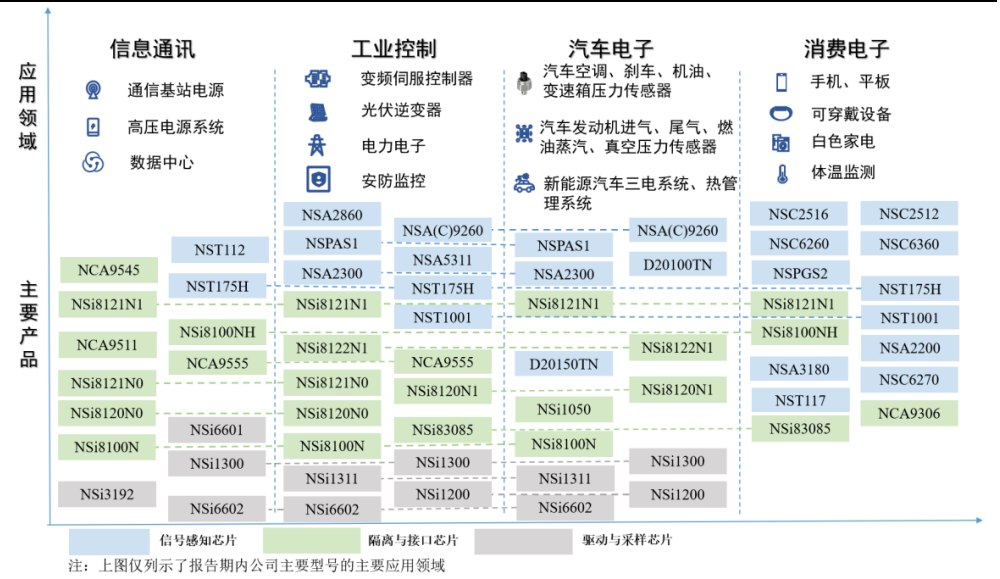 应用领域
信息通讯
通信基站电源
高压电源系统
数据中心
工业控制
变频伺服控制器
光伏逆变器
电力电子
安防监控
汽车电子
汽车空调、刹车、机油、
变速箱压力传感器
汽车发动机进气、尾气、燃
油蒸汽、真空压力传感器
新能源汽车三电系统、热管
理系统
消费电子
手机、平板
可穿戴设备
白色家电
体温监测
主要产品
NST112
NCA9545
NST175H
NSi8121N1
NSi8100NH
NCA9511
NCA9555
NSi8121N0
NSi8120N0
NSi6601
NSi8100N
NSi1300
NSi3192
NSi6602
NSA2860
NSA(C)9260
NSPAS1
NSA5311
NSA2300
NST175H
NSi8121N1
NST1001
NSi8122N1
NCA9555
NSi8121N0
NSi8120N1
NSi8120N0
NSi83085
NSi8100N
NSi1300
NSi1311
NSi1200
NSi6602
NSA(C)9260
NSPAS1
D20100TN
NSA2300
NSi8121N1
NSi8122N1
D20150TN
NSi8120N1
NSi1050
NSi8100N
NSi1300
NSi1311
NSi1200
NSi6602
NSC2516
NSC2512
NSC6260
NSC6360
NSPGS2
NST175H
NSi8121N1
NST1001
NSi8100NH
NSA2200
NSA3180
NSC6270
NST117
NCA9306
NSi83085
信号感知芯片
隔离与接口芯片
驱动与采样芯片
注：上图仅列示了报告期内公司主要型号的主要应用领域